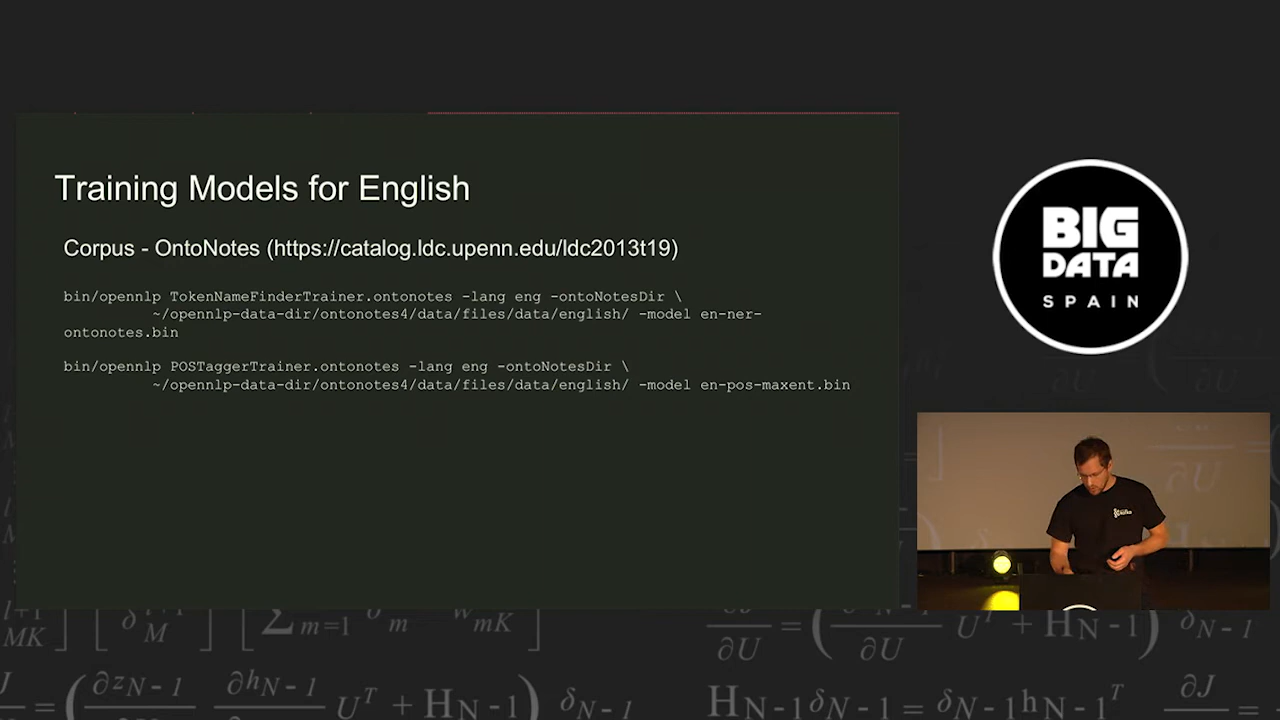 Training Models for English
Corpus - OntoNotes (https://catalog.ldc.upenn.edu/ldc2013t19)
bin/opennlp TokenNameFinderTrainer.ontonotes -lang eng -ontoNotesDir \
~/opennlp-data-dir/ontonotes4/data/files/data/english/ -model en-ner-
ontonotes.bin
bin/opennlp POSTaggerTrainer.ontonotes -lang eng -ontoNotesDir \
~/opennlp-data-dir/ontonotes4/data/files/data/english/ -model en-pos-maxent.bin
BIG
DATA
SPAIN